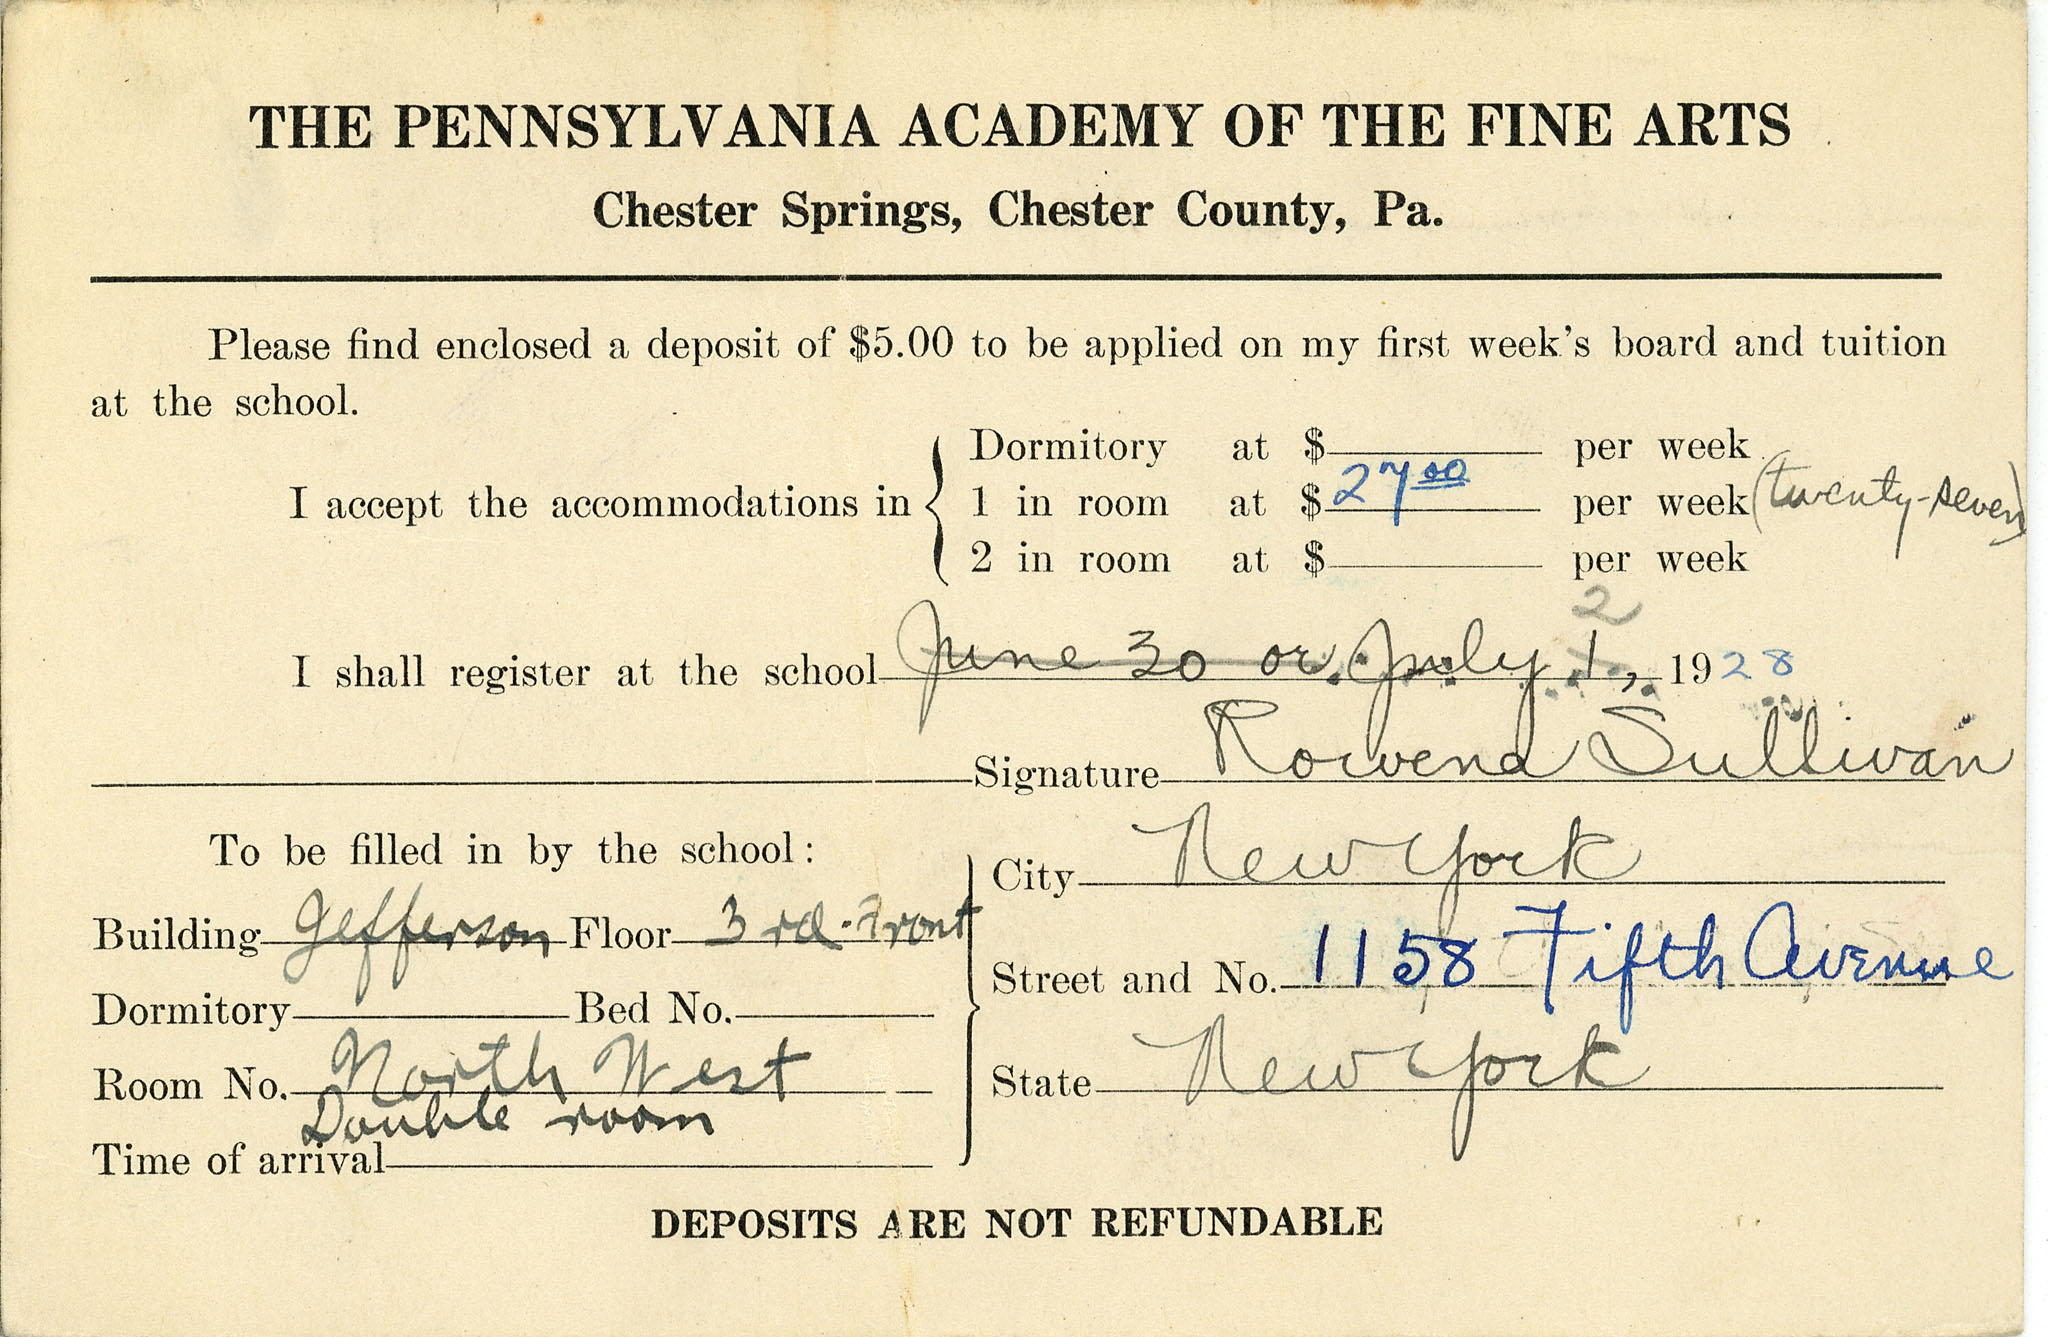 THE PENNSYLVANIA ACADEMY OF THE FINE ARTS
Chester Springs, Chester County, Pa.
Please find enclosed a deposit of $5.00 to be applied on my first week's board and tuition
at the school.
Dormitory at $ per week
I accept the accommodations in 1 in room at $ 27.00 per week (twenty-seven)
2 in room at $ per week
2
I shall register at the school June 30 or July 1, 1928
Signature Rowena Sullivan
To be filled in by the school:
City New York
Building Jefferson Floor 3rd-Front
Street and No. 1158 Fifth Avenue
Dormitory Bed No.
Room No. North West
State New York
Double room
Time of arrival
DEPOSITS ARE NOT REFUNDABLE